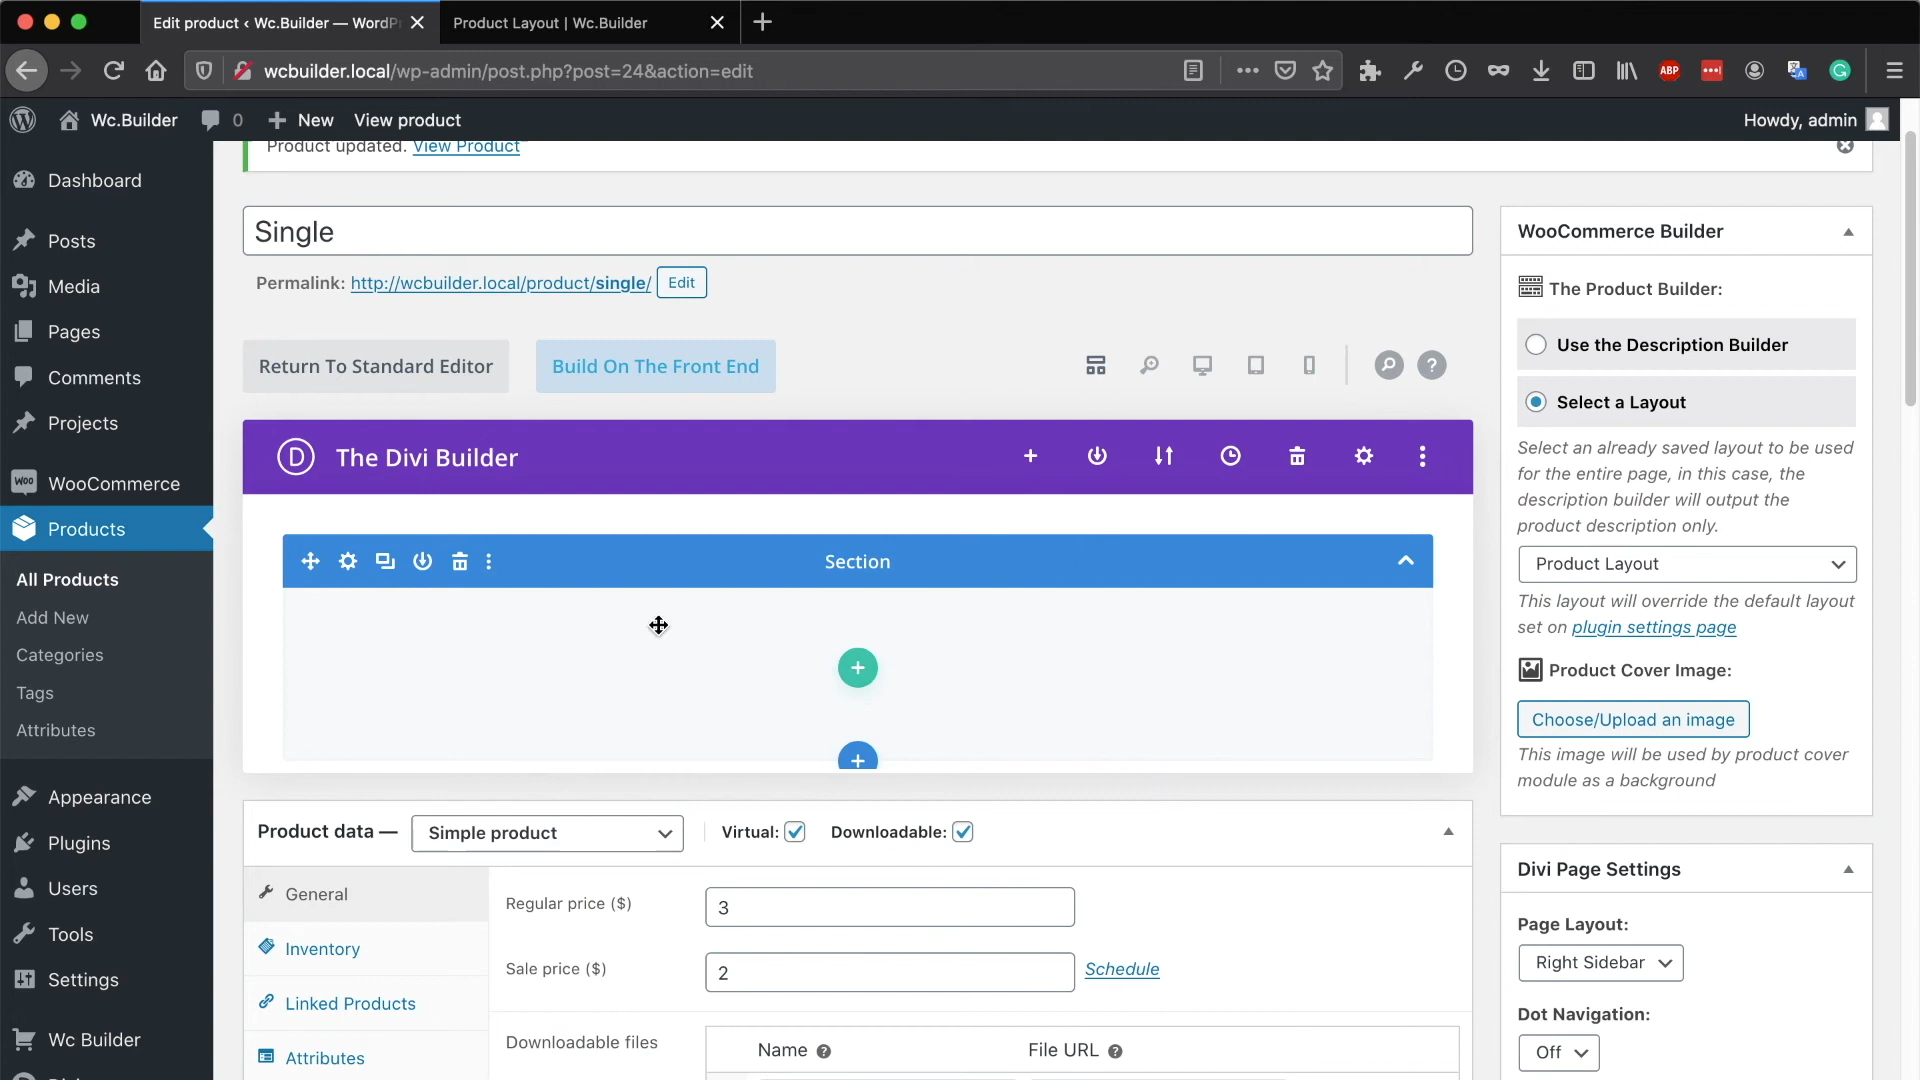 Edit product ‹ Wc.Builder — WordPr
Product Layout | Wc.Builder
wcbuilder.local/wp-admin/post.php?post=24&action=edit
ABP
Wc.Builder
0
New
View product
Howdy, admin
Product updated. View Product
Dashboard
Posts
Media
Pages
Comments
Projects
WooCommerce
Products
All Products
Add New
Categories
Tags
Attributes
Appearance
Plugins
Users
Tools
Settings
Wc Builder
Single
Permalink: http://wcbuilder.local/product/single/ Edit
Return To Standard Editor
Build On The Front End
The Divi Builder
Section
Product data —
Simple product
Virtual:
Downloadable:
General
Inventory
Linked Products
Attributes
Regular price ($)
3
Sale price ($)
2
Schedule
Downloadable files
Name
File URL
WooCommerce Builder
The Product Builder:
Use the Description Builder
Select a Layout
Select an already saved layout to be used
for the entire page, in this case, the
description builder will output the
product description only.
Product Layout
This layout will override the default layout
set on plugin settings page
Product Cover Image:
Choose/Upload an image
This image will be used by product cover
module as a background
Divi Page Settings
Page Layout:
Right Sidebar
Dot Navigation:
Off